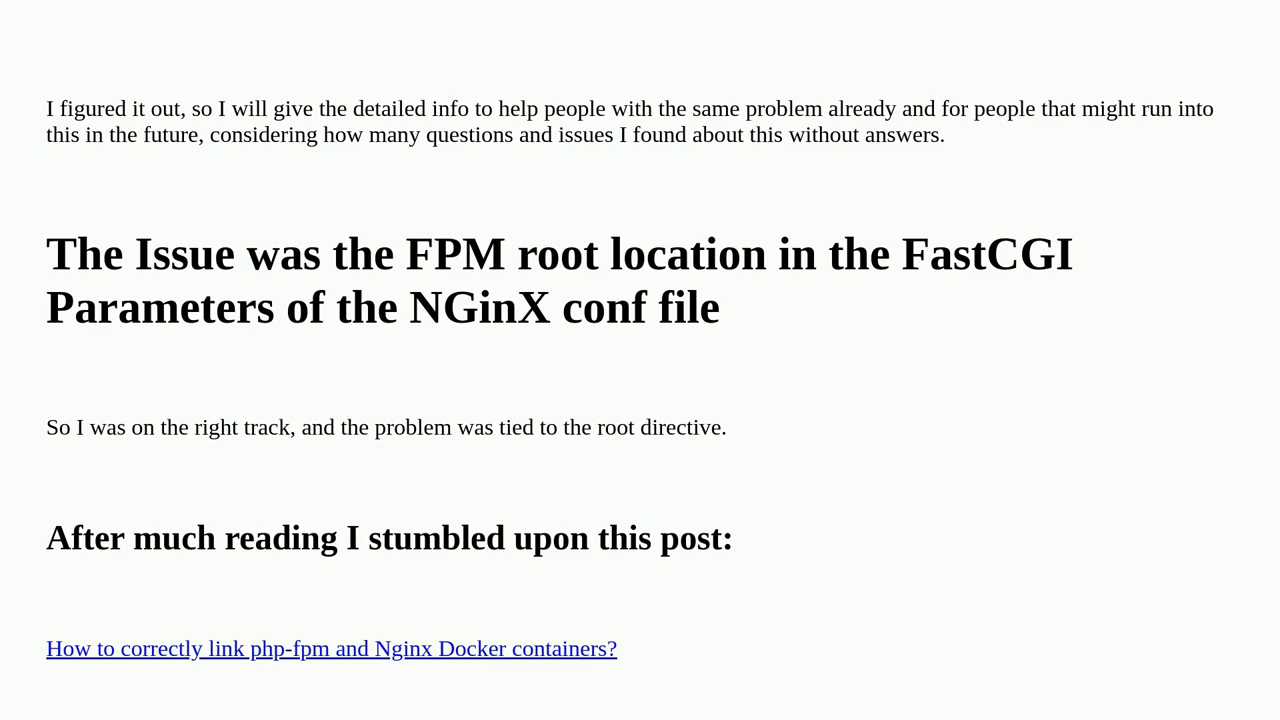 I figured it out, so I will give the detailed info to help people with the same problem already and for people that might run into
this in the future, considering how many questions and issues I found about this without answers.
The Issue was the FPM root location in the FastCGI
Parameters of the NGinX conf file
So I was on the right track, and the problem was tied to the root directive.
After much reading I stumbled upon this post:
How to correctly link php-fpm and Nginx Docker containers?